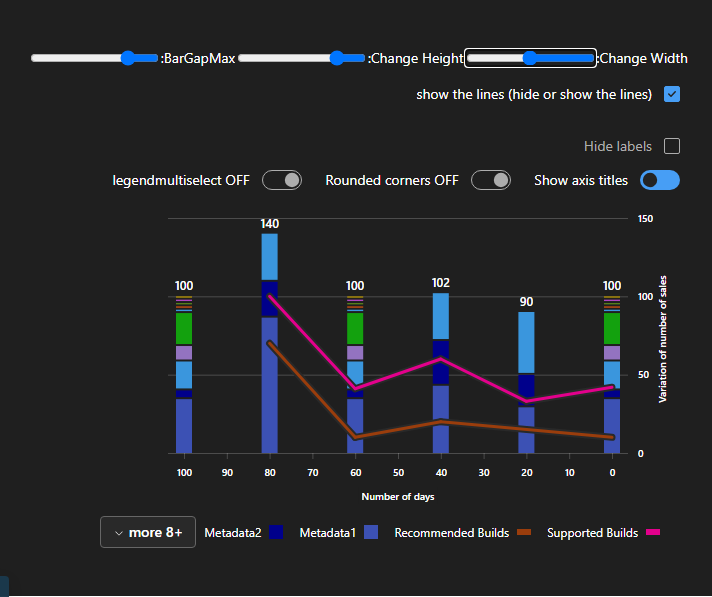 :BarGapMax :Change Height :Change Width
show the lines (hide or show the lines)
Hide labels
legendmultiselect OFF Rounded corners OFF Show axis titles
150
140
100 100 102 90 100
100
50
0
Variation of number of sales
100 90 80 70 60 50 40 30 20 10 0
Number of days
more 8+ Metadata2 Metadata1 Recommended Builds Supported Builds